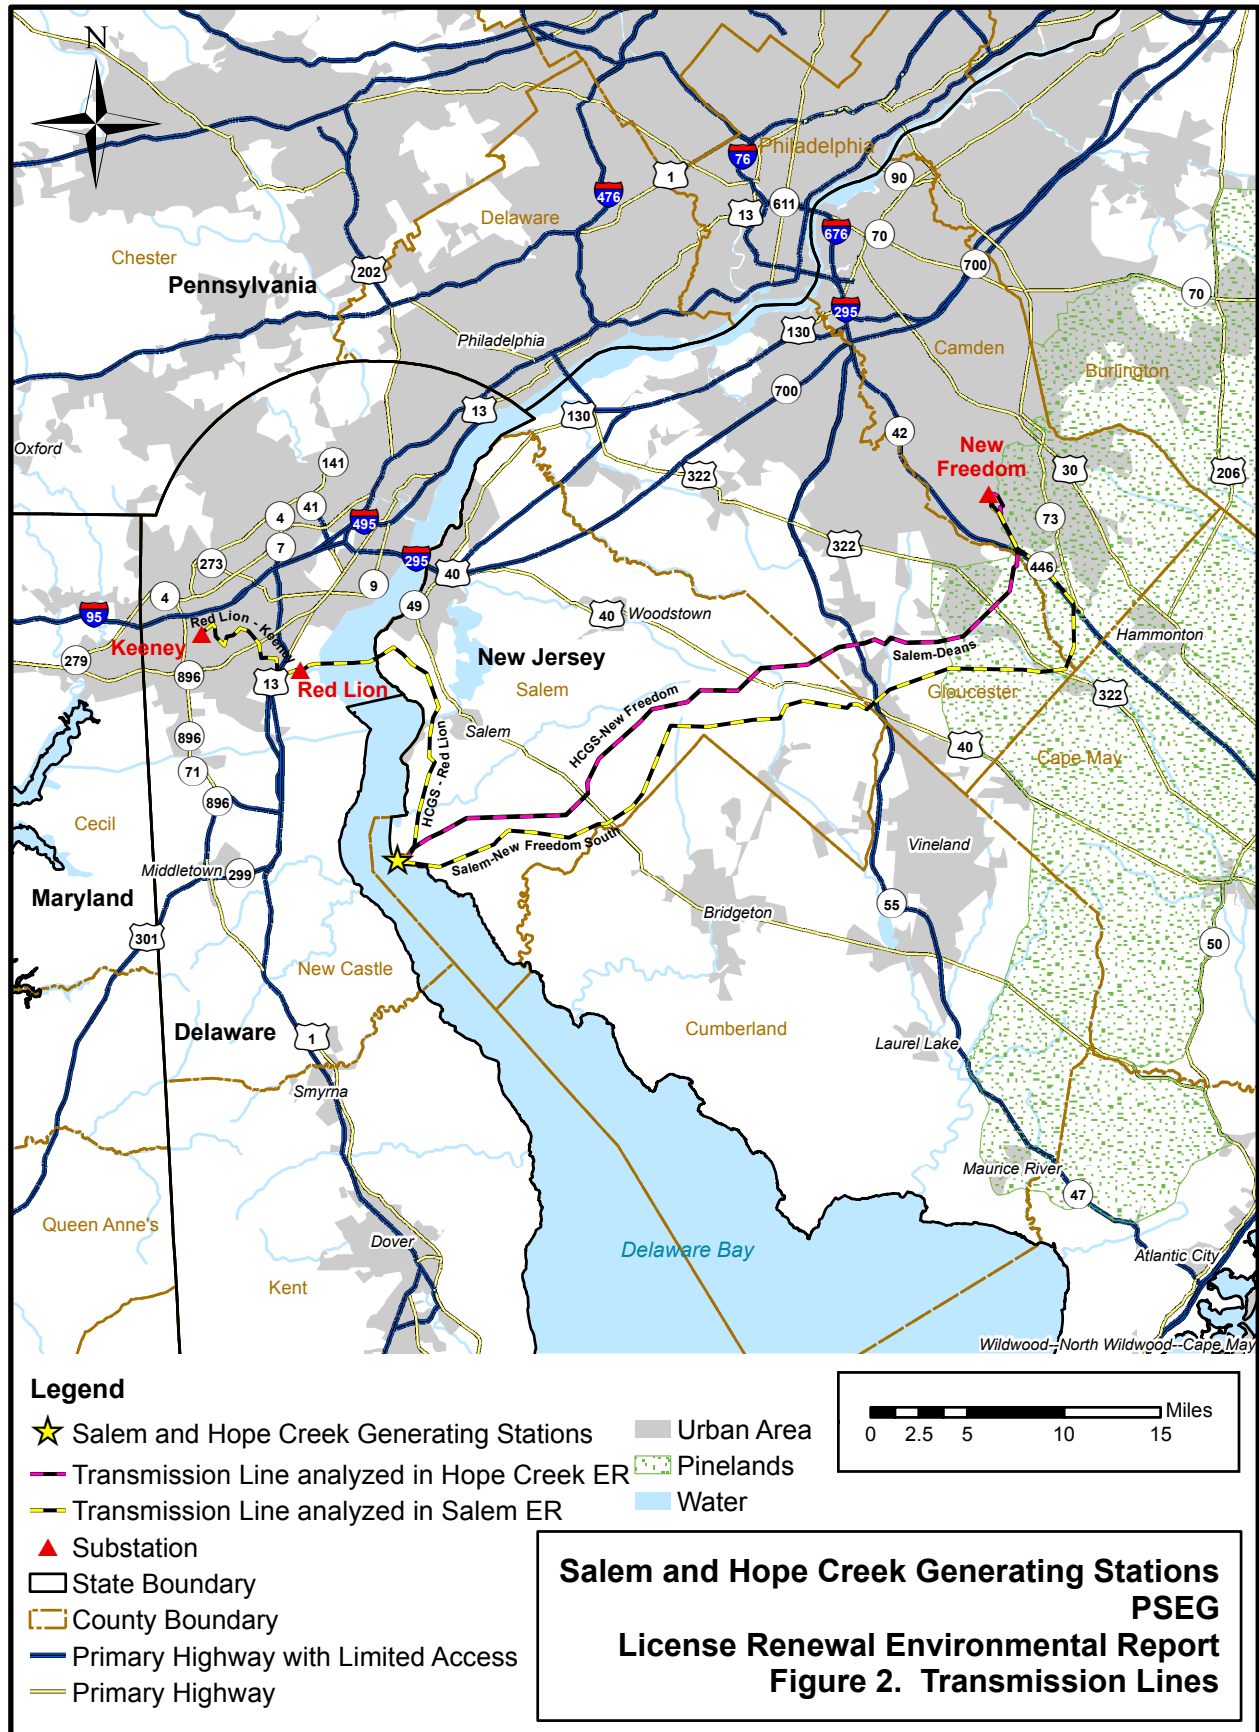 N
Philadelphia
76
1
90
476
13
611
Delaware
676
70
Chester
202
700
Pennsylvania
70
295
130
Philadelphia
Camden
Burlington
700
13
130
42
Oxford
New
Freedom
141
322
30
206
41
4
495
73
7
322
273
295
446
40
9
4
49
95
40
Woodstown
Red Lion - Keeney
Hammonton
Keeney
279
New Jersey
Salem-Deans
896
13
Red Lion
Salem
Gloucester
322
HCGS-New Freedom
896
Salem
40
HCGS - Red Lion
Cape May
71
896
Cecil
Salem-New Freedom South
Vineland
Middletown
299
Maryland
55
Bridgeton
301
50
New Castle
Cumberland
Delaware
1
Laurel Lake
Smyrna
Maurice River
47
Queen Anne's
Dover
Delaware Bay
Atlantic City
Kent
Wildwood--North Wildwood--Cape May
Legend
Salem and Hope Creek Generating Stations
Transmission Line analyzed in Hope Creek ER
Transmission Line analyzed in Salem ER
Substation
State Boundary
County Boundary
Primary Highway with Limited Access
Primary Highway
Urban Area
Pinelands
Water
Miles
0 2.5 5 10 15
Salem and Hope Creek Generating Stations
PSEG
License Renewal Environmental Report
Figure 2. Transmission Lines